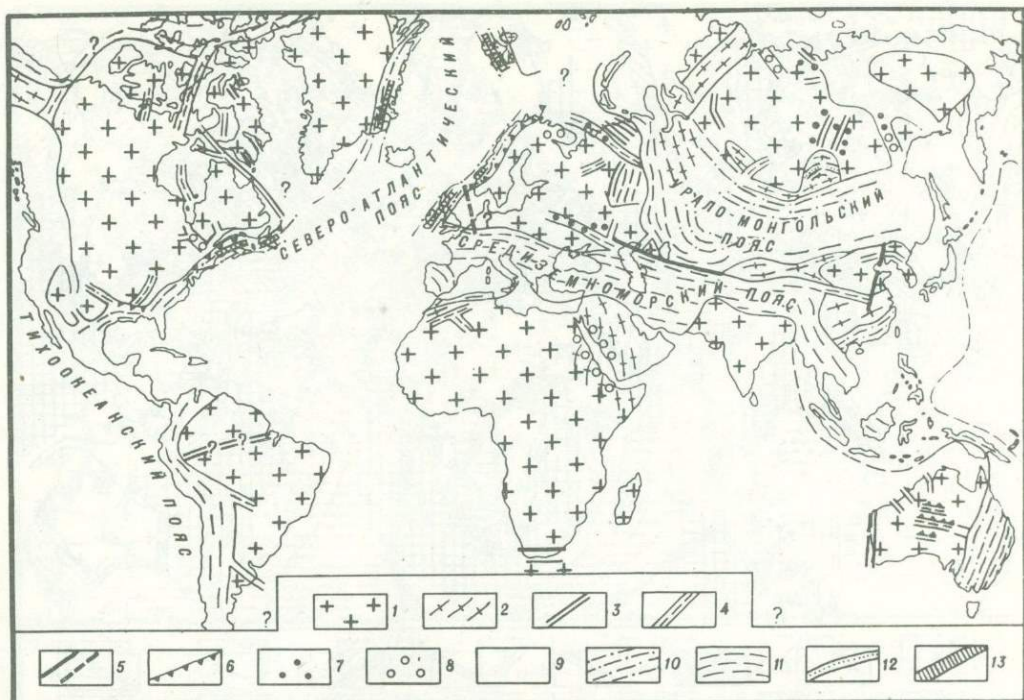 ?
СЕВЕРО-АТЛАНТИЧЕСКИЙ
ПОЯС
?
?
УРАЛО-МОНГОЛЬСКИЙ
ПОЯС
СРЕДИЗЕМНОМОРСКИЙ ПОЯС
ТИХООКЕАНСКИЙ ПОЯС
? ?
? 1 2 3 4 ?
5 6 7 8 9 10 11 12 13